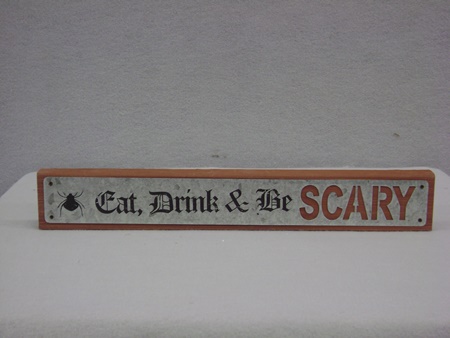 Eat, Drink & Be SCARY